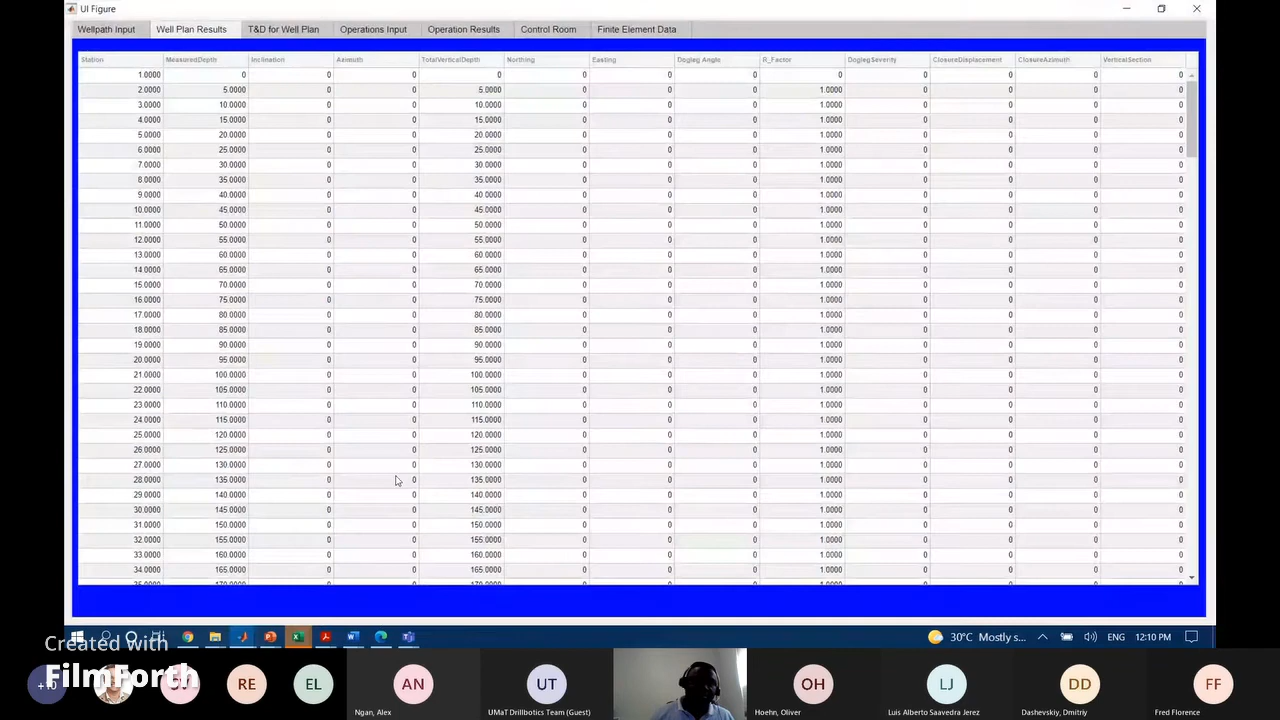 UI Figure
Wellpath Input Well Plan Results T&D for Well Plan Operations Input Operation Results Control Room Finite Element Data
Station MeasuredDepth Inclination Azimuth TotalVerticalDepth Northing Easting Dogleg Angle R_Factor DoglegSeverity ClosureDisplacement ClosureAzimuth VerticalSection
1.0000 0 0 0 0 0 0 0 0 0 0 0 0
2.0000 5.0000 0 0 5.0000 0 0 0 1.0000 0 0 0 0
3.0000 10.0000 0 0 10.0000 0 0 0 1.0000 0 0 0 0
4.0000 15.0000 0 0 15.0000 0 0 0 1.0000 0 0 0 0
5.0000 20.0000 0 0 20.0000 0 0 0 1.0000 0 0 0 0
6.0000 25.0000 0 0 25.0000 0 0 0 1.0000 0 0 0 0
7.0000 30.0000 0 0 30.0000 0 0 0 1.0000 0 0 0 0
8.0000 35.0000 0 0 35.0000 0 0 0 1.0000 0 0 0 0
9.0000 40.0000 0 0 40.0000 0 0 0 1.0000 0 0 0 0
10.0000 45.0000 0 0 45.0000 0 0 0 1.0000 0 0 0 0
11.0000 50.0000 0 0 50.0000 0 0 0 1.0000 0 0 0 0
12.0000 55.0000 0 0 55.0000 0 0 0 1.0000 0 0 0 0
13.0000 60.0000 0 0 60.0000 0 0 0 1.0000 0 0 0 0
14.0000 65.0000 0 0 65.0000 0 0 0 1.0000 0 0 0 0
15.0000 70.0000 0 0 70.0000 0 0 0 1.0000 0 0 0 0
16.0000 75.0000 0 0 75.0000 0 0 0 1.0000 0 0 0 0
17.0000 80.0000 0 0 80.0000 0 0 0 1.0000 0 0 0 0
18.0000 85.0000 0 0 85.0000 0 0 0 1.0000 0 0 0 0
19.0000 90.0000 0 0 90.0000 0 0 0 1.0000 0 0 0 0
20.0000 95.0000 0 0 95.0000 0 0 0 1.0000 0 0 0 0
21.0000 100.0000 0 0 100.0000 0 0 0 1.0000 0 0 0 0
22.0000 105.0000 0 0 105.0000 0 0 0 1.0000 0 0 0 0
23.0000 110.0000 0 0 110.0000 0 0 0 1.0000 0 0 0 0
24.0000 115.0000 0 0 115.0000 0 0 0 1.0000 0 0 0 0
25.0000 120.0000 0 0 120.0000 0 0 0 1.0000 0 0 0 0
26.0000 125.0000 0 0 125.0000 0 0 0 1.0000 0 0 0 0
27.0000 130.0000 0 0 130.0000 0 0 0 1.0000 0 0 0 0
28.0000 135.0000 0 0 135.0000 0 0 0 1.0000 0 0 0 0
29.0000 140.0000 0 0 140.0000 0 0 0 1.0000 0 0 0 0
30.0000 145.0000 0 0 145.0000 0 0 0 1.0000 0 0 0 0
31.0000 150.0000 0 0 150.0000 0 0 0 1.0000 0 0 0 0
32.0000 155.0000 0 0 155.0000 0 0 0 1.0000 0 0 0 0
33.0000 160.0000 0 0 160.0000 0 0 0 1.0000 0 0 0 0
34.0000 165.0000 0 0 165.0000 0 0 0 1.0000 0 0 0 0
30°C Mostly s... ENG 12:10 PM
Created with
FilmForth
+10 RE EL AN UT OH LJ DD FF
Ngan, Alex UMaT Drillbotics Team (Guest) Hoehn, Oliver Luis Alberto Saavedra Jerez Dashevskiy, Dmitriy Fred Florence